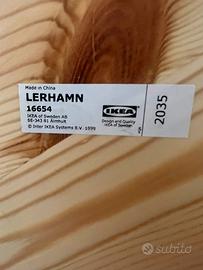 Made in China
LERHAMN
16654
IKEA of Sweden AB
SE-343 81 Älmhult
© Inter IKEA Systems B.V. 1999
IKEA
Design and Quality
IKEA of Sweden
2035
subito